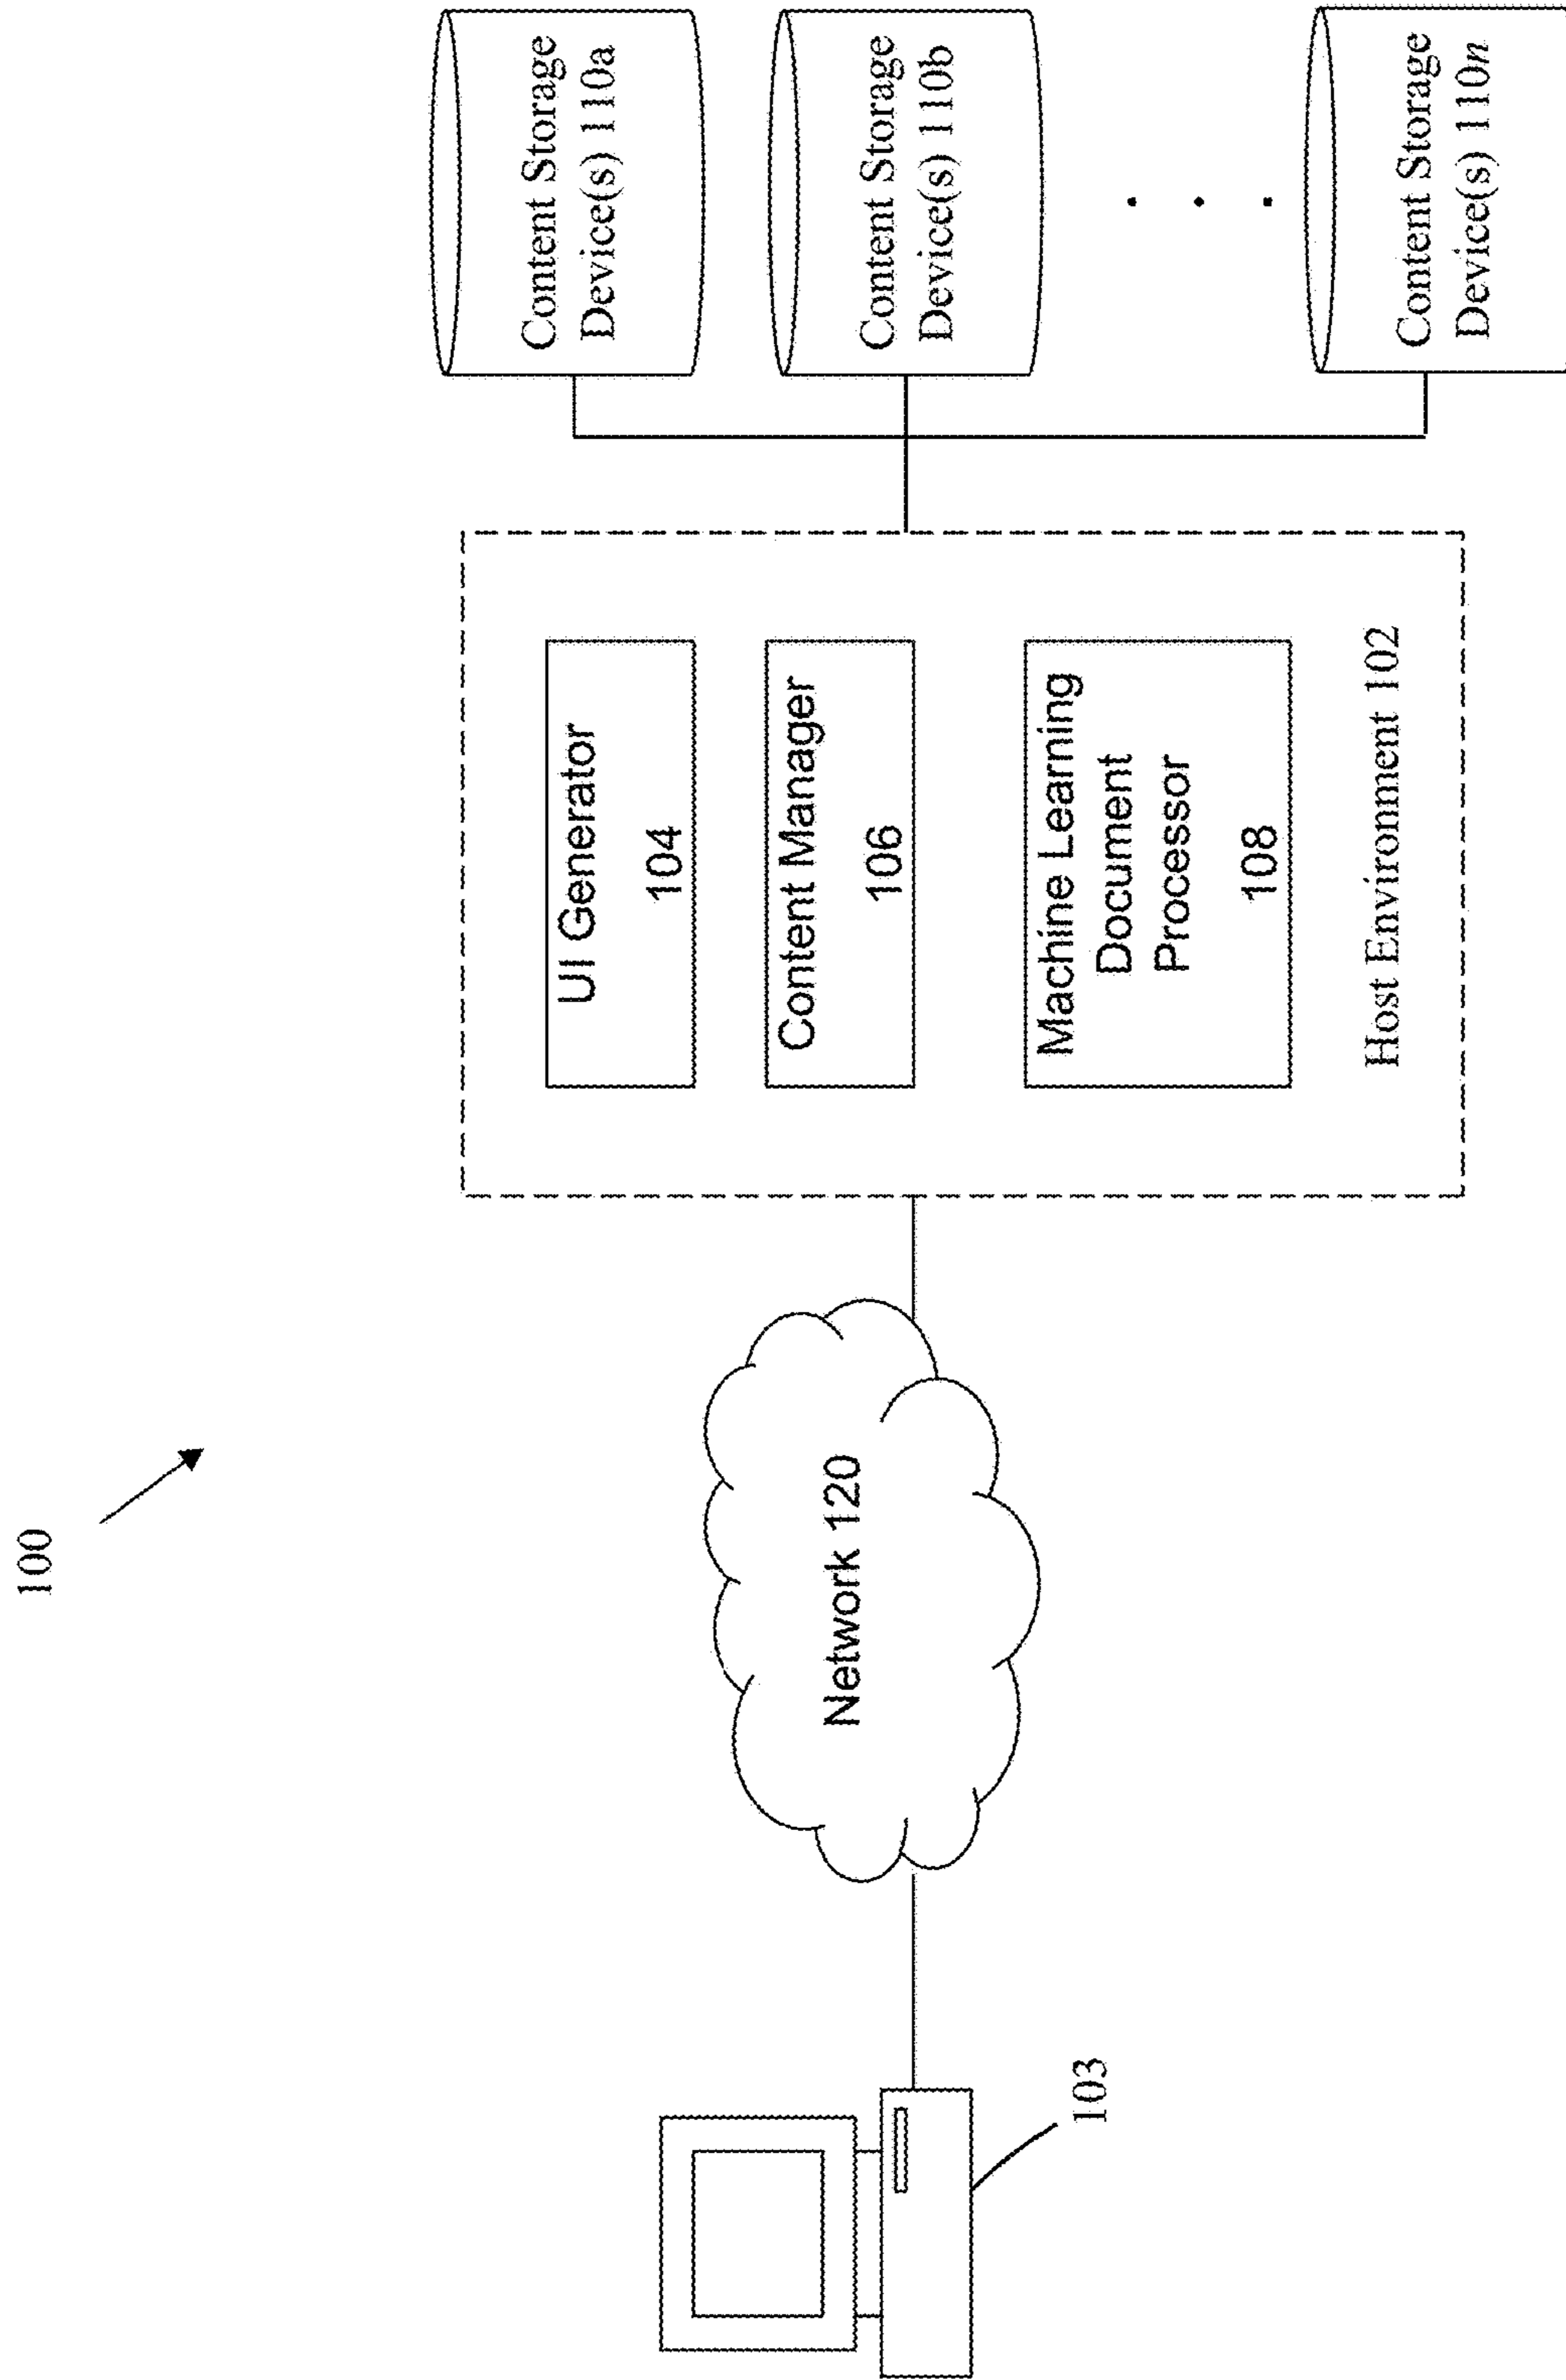 100
103
Network 120
UI Generator
104
Content Manager
106
Machine Learning
Document
Processor
108
Host Environment 102
Content Storage
Device(s) 110a
Content Storage
Device(s) 110b
Content Storage
Device(s) 110n